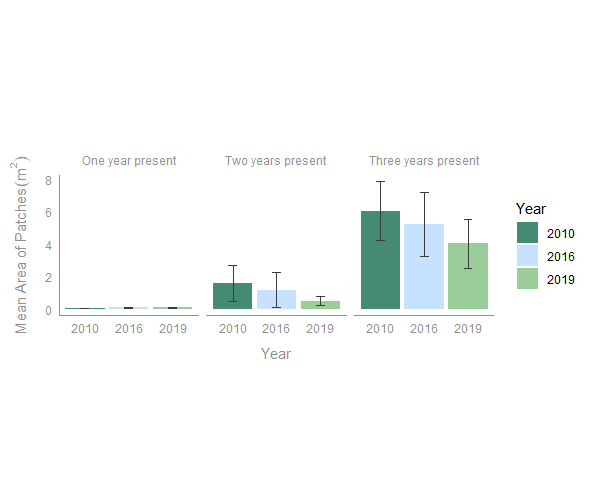 One year present Two years present Three years present
Mean Area of Patches(m²)
8
6
4
2
0
2010 2016 2019 2010 2016 2019 2010 2016 2019
Year
Year
2010
2016
2019